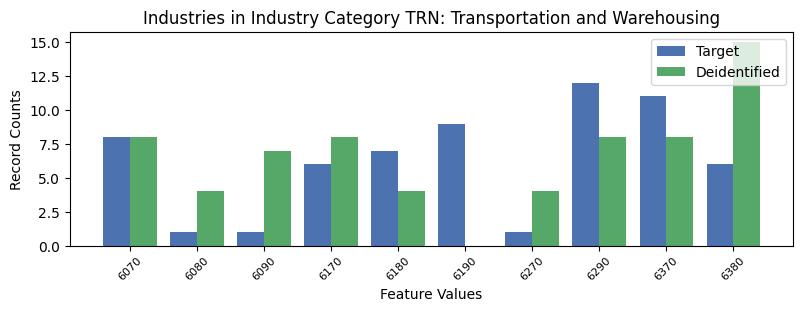 Industries in Industry Category TRN: Transportation and Warehousing
Target
Deidentified
Record Counts
15.0
12.5
10.0
7.5
5.0
2.5
0.0
6070 6080 6090 6170 6180 6190 6270 6290 6370 6380
Feature Values